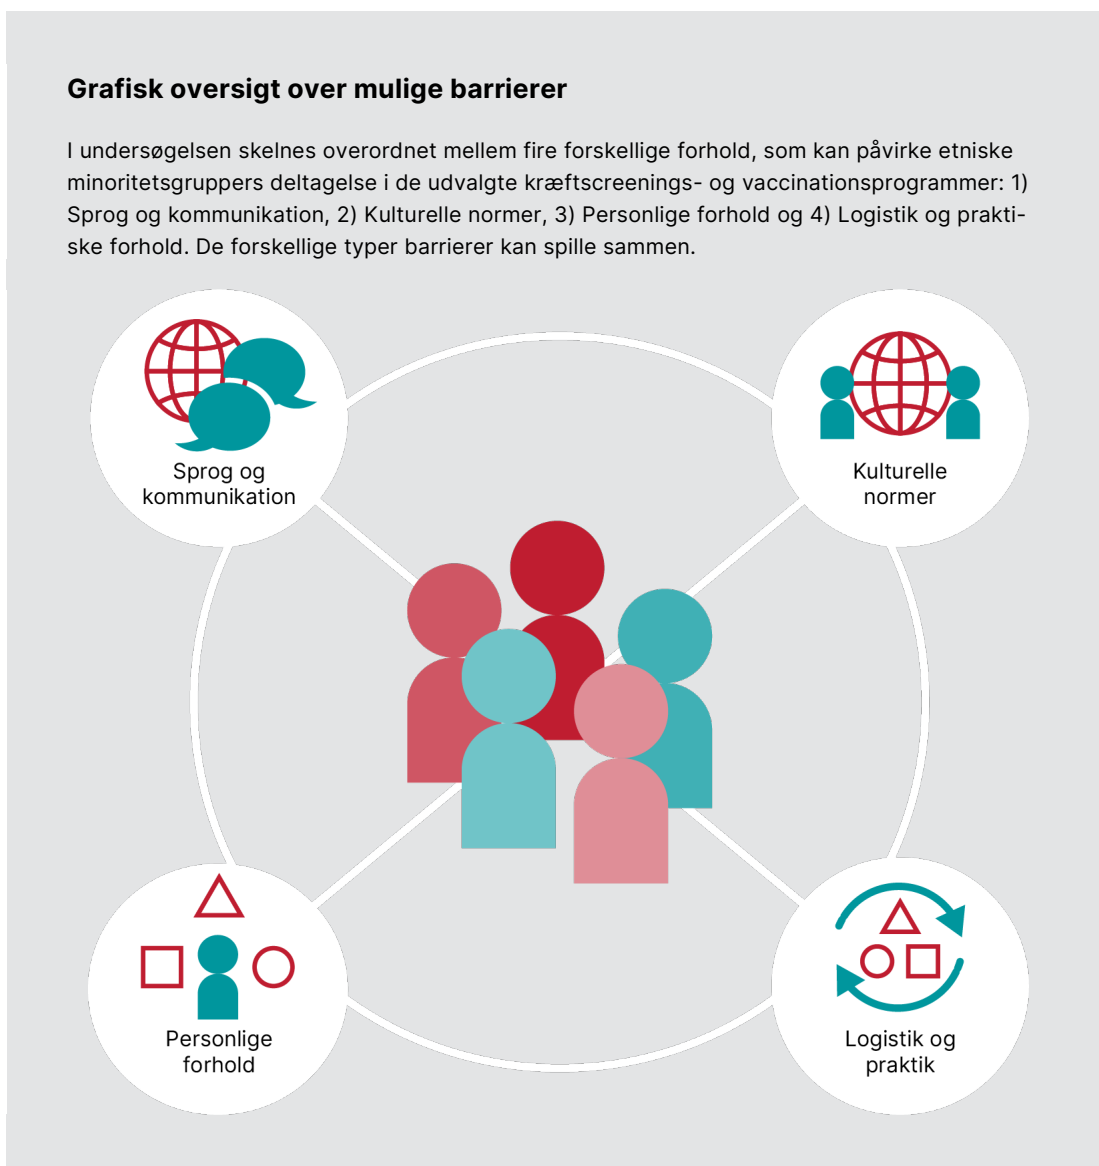 Grafisk oversigt over mulige barrierer
I undersøgelsen skelnes overordnet mellem fire forskellige forhold, som kan påvirke etniske
minoritetsgruppers deltagelse i de udvalgte kræftscreenings- og vaccinationsprogrammer: 1)
Sprog og kommunikation, 2) Kulturelle normer, 3) Personlige forhold og 4) Logistik og prakti-
ske forhold. De forskellige typer barrierer kan spille sammen.
Sprog og
kommunikation
Kulturelle
normer
Personlige
forhold
Logistik og
praktik